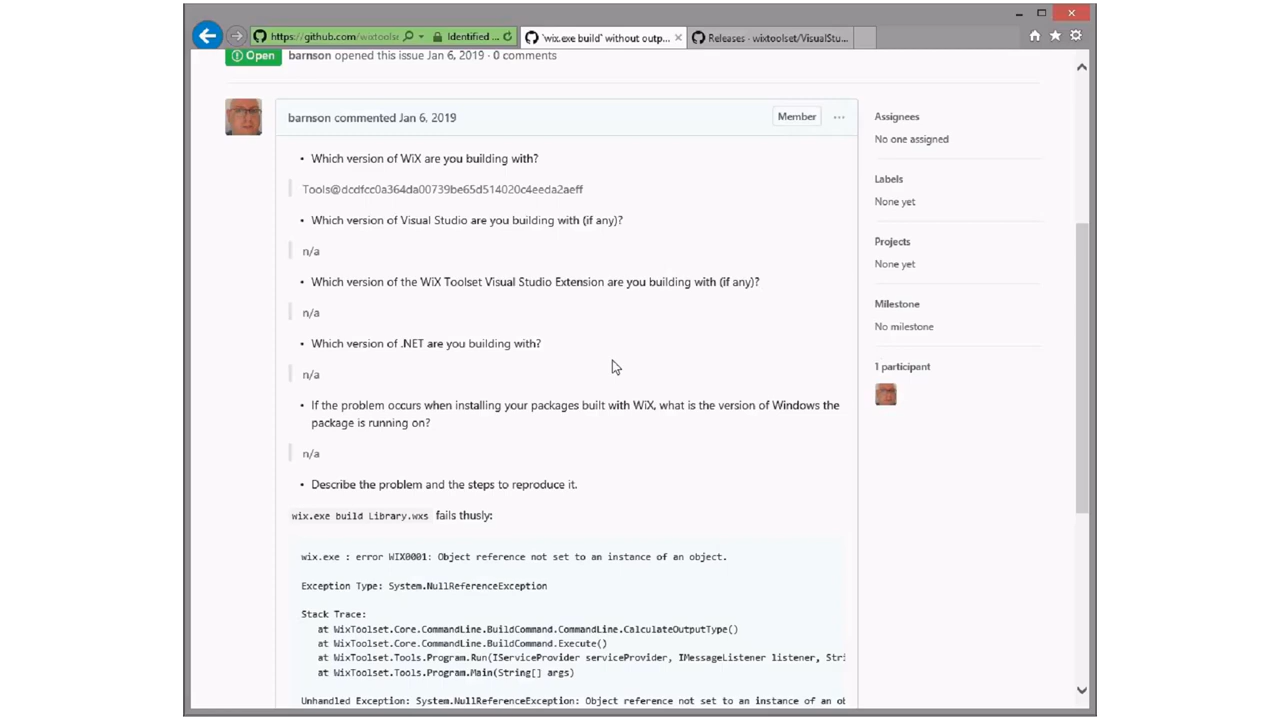 https://github.com/wixtools Identified ... 'wix.exe build' without outp... Releases · wixtoolset/VisualStu...
Open barnson opened this issue Jan 6, 2019 · 0 comments
barnson commented Jan 6, 2019 Member ...
• Which version of WiX are you building with?
Tools@dcdfcc0a364da00739be65d514020c4eeda2aeff
• Which version of Visual Studio are you building with (if any)?
n/a
• Which version of the WiX Toolset Visual Studio Extension are you building with (if any)?
n/a
• Which version of .NET are you building with?
n/a
• If the problem occurs when installing your packages built with WiX, what is the version of Windows the
package is running on?
n/a
• Describe the problem and the steps to reproduce it.
wix.exe build Library.wxs fails thusly:
wix.exe : error WIX0001: Object reference not set to an instance of an object.
Exception Type: System.NullReferenceException
Stack Trace:
at WixToolset.Core.CommandLine.BuildCommand.CommandLine.CalculateOutputType()
at WixToolset.Core.CommandLine.BuildCommand.Execute()
at WixToolset.Tools.Program.Run(IServiceProvider serviceProvider, IMessageListener listener, Stri
at WixToolset.Tools.Program.Main(String[] args)
Unhandled Exception: System.NullReferenceException: Object reference not set to an instance of an ob
Assignees
No one assigned
Labels
None yet
Projects
None yet
Milestone
No milestone
1 participant